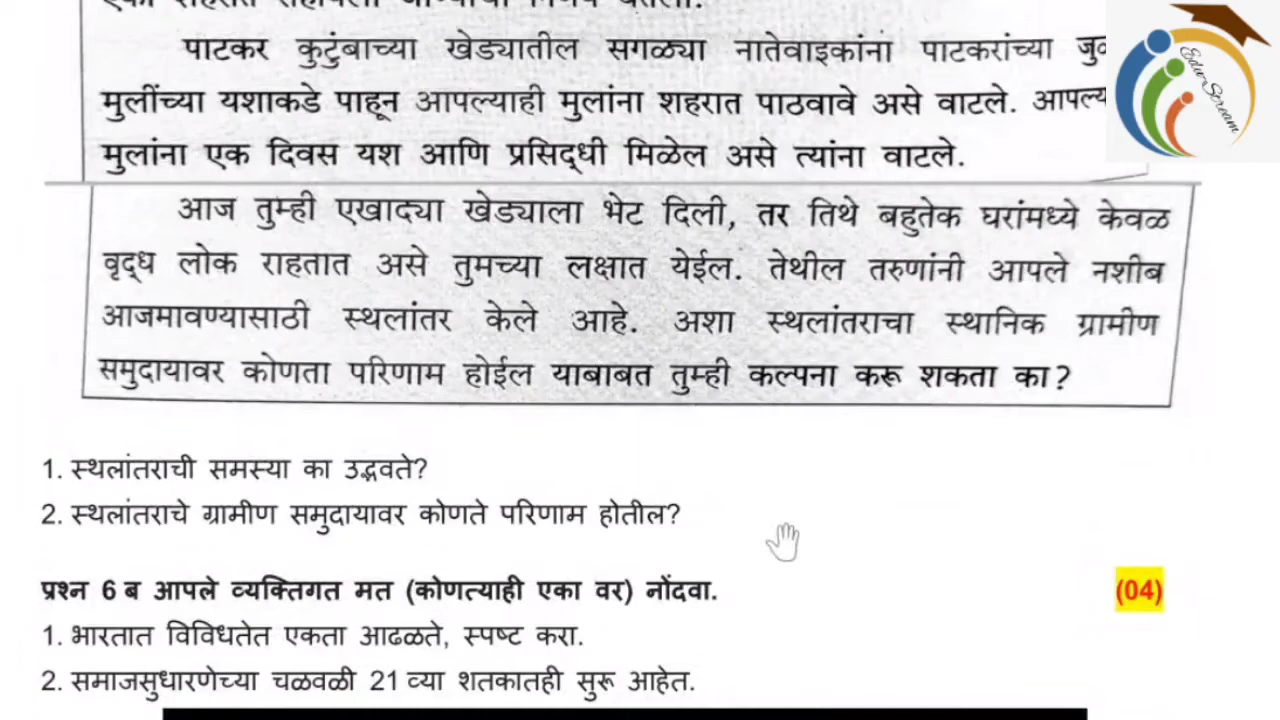 पाटकर कुटुंबाच्या खेड्यातील सगळ्या नातेवाइकांना पाटकरांच्या
मुलींच्या यशाकडे पाहून आपल्याही मुलांना शहरात पाठवावे असे वाटले.
मुलांना एक दिवस यश आणि प्रसिद्धी मिळेल असे त्यांना वाटले.
आज तुम्ही एखाद्या खेड्याला भेट दिली, तर तिथे बहुतेक घरांमध्ये केवळ
वृद्ध लोक राहतात असे तुमच्या लक्षात येईल. तेथील तरुणांनी आपले नशीब
आजमावण्यासाठी स्थलांतर केले आहे. अशा स्थलांतराचा स्थानिक ग्रामीण
समुदायावर कोणता परिणाम होईल याबाबत तुम्ही कल्पना करू शकता का?
1. स्थलांतराची समस्या का उद्भवते?
2. स्थलांतराचे ग्रामीण समुदायावर कोणते परिणाम होतील?
प्रश्न 6 ब आपले व्यक्तिगत मत (कोणत्याही एका वर) नोंदवा. (04)
1. भारतात विविधतेत एकता आढळते, स्पष्ट करा.
2. समाजसुधारणेच्या चळवळी 21 व्या शतकातही सुरू आहेत.